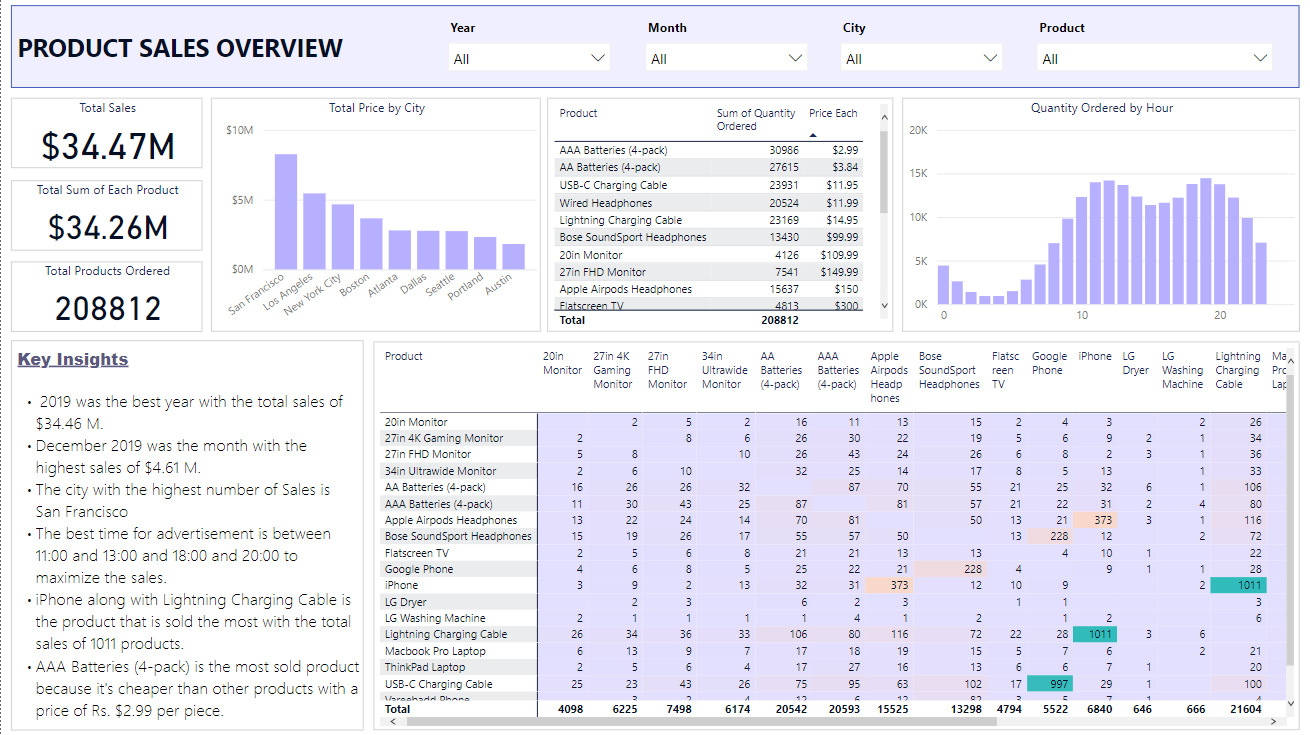 PRODUCT SALES OVERVIEW
Year Month City Product
All All All All
Total Sales
$34.47M
Total Sum of Each Product
$34.26M
Total Products Ordered
208812
Total Price by City
$10M
$5M
$0M
San Francisco
Los Angeles
New York City
Boston
Atlanta
Dallas
Seattle
Portland
Austin
Product Sum of Quantity Ordered Price Each
AAA Batteries (4-pack) 30986 $2.99
AA Batteries (4-pack) 27615 $3.84
USB-C Charging Cable 23931 $11.95
Wired Headphones 20524 $11.99
Lightning Charging Cable 23169 $14.95
Bose SoundSport Headphones 13430 $99.99
20in Monitor 4126 $109.99
27in FHD Monitor 7541 $149.99
Apple Airpods Headphones 15637 $150
Flatscreen TV 4813 $300
Total 208812
Quantity Ordered by Hour
20K
15K
10K
5K
0K
0 10 20
Key Insights
• 2019 was the best year with the total sales of
$34.46 M.
• December 2019 was the month with the
highest sales of $4.61 M.
• The city with the highest number of Sales is
San Francisco
• The best time for advertisement is between
11:00 and 13:00 and 18:00 and 20:00 to
maximize the sales.
• iPhone along with Lightning Charging Cable is
the product that is sold the most with the total
sales of 1011 products.
• AAA Batteries (4-pack) is the most sold product
because it's cheaper than other products with a
price of Rs. $2.99 per piece.
Product 20in Monitor 27in 4K Gaming Monitor 27in FHD Monitor 34in Ultrawide Monitor AA Batteries (4-pack) AAA Batteries (4-pack) Apple Airpods Headphones Bose SoundSport Headphones Flatscreen TV Google Phone iPhone LG Dryer LG Washing Machine Lightning Charging Cable
20in Monitor 2 5 2 16 11 13 15 2 4 3 2 26
27in 4K Gaming Monitor 2 8 6 26 30 22 19 5 6 9 2 1 34
27in FHD Monitor 5 8 10 26 43 24 26 6 8 2 3 1 36
34in Ultrawide Monitor 2 6 10 32 25 14 17 8 5 13 1 33
AA Batteries (4-pack) 16 26 26 32 87 70 55 21 25 32 6 1 106
AAA Batteries (4-pack) 11 30 43 25 87 81 57 21 22 31 2 4 80
Apple Airpods Headphones 13 22 24 14 70 81 50 13 21 373 3 1 116
Bose SoundSport Headphones 15 19 26 17 55 57 50 13 228 12 2 72
Flatscreen TV 2 5 6 8 21 21 13 13 4 10 1 22
Google Phone 4 6 8 5 25 22 21 228 4 9 1 1 28
iPhone 3 9 2 13 32 31 373 12 10 9 2 1011
LG Dryer 2 3 6 2 3 1 1 3
LG Washing Machine 2 1 1 1 1 4 1 2 1 2 6
Lightning Charging Cable 26 34 36 33 106 80 116 72 22 28 1011 3 6
Macbook Pro Laptop 6 13 9 7 17 18 19 15 5 7 6 2 21
ThinkPad Laptop 2 5 6 4 17 27 16 13 6 6 7 1 20
USB-C Charging Cable 25 23 43 26 75 95 63 102 17 997 29 1 100
Total 4098 6225 7498 6174 20542 20593 15525 13298 4794 5522 6840 646 666 21604